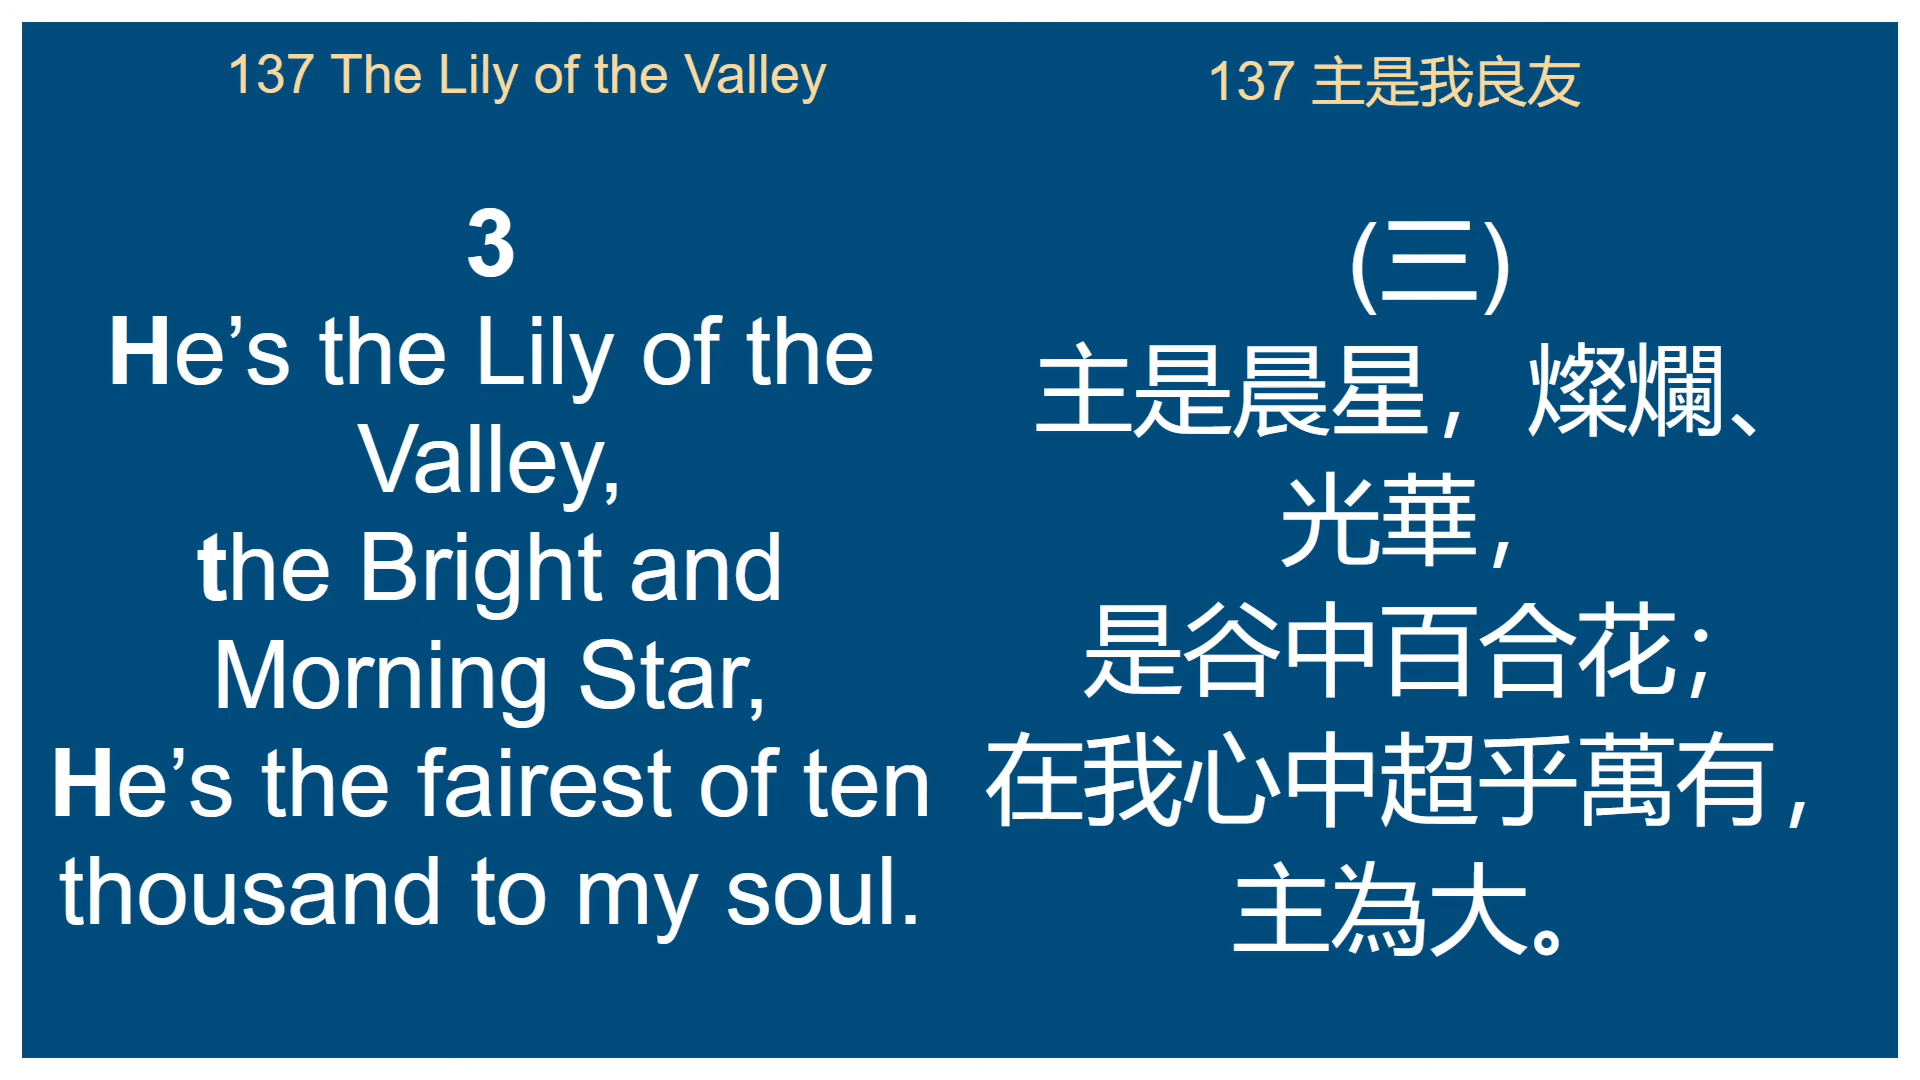 137 The Lily of the Valley
3
He’s the Lily of the
Valley,
the Bright and
Morning Star,
He’s the fairest of ten
thousand to my soul.
137 主是我良友
(三)
主是晨星，燦爛、
光華，
是谷中百合花；
在我心中超乎萬有，
主為大。